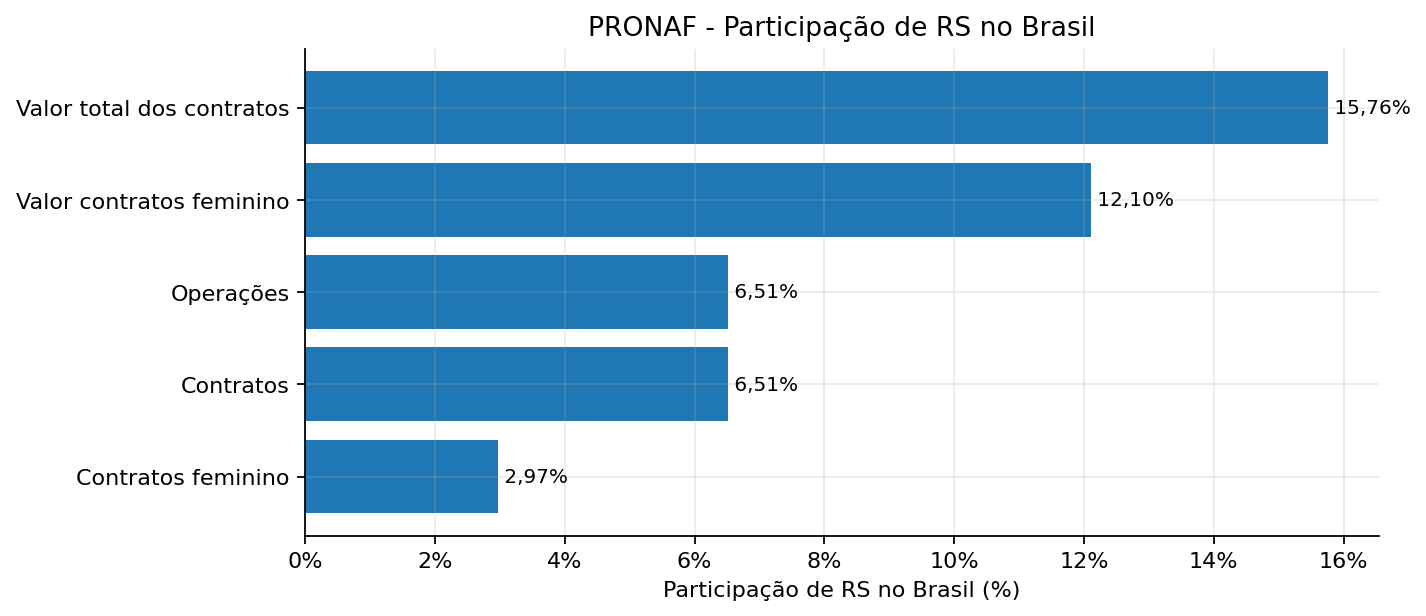 PRONAF - Participação de RS no Brasil
Valor total dos contratos
15,76%
Valor contratos feminino
12,10%
Operações
6,51%
Contratos
6,51%
Contratos feminino
2,97%
0% 2% 4% 6% 8% 10% 12% 14% 16%
Participação de RS no Brasil (%)